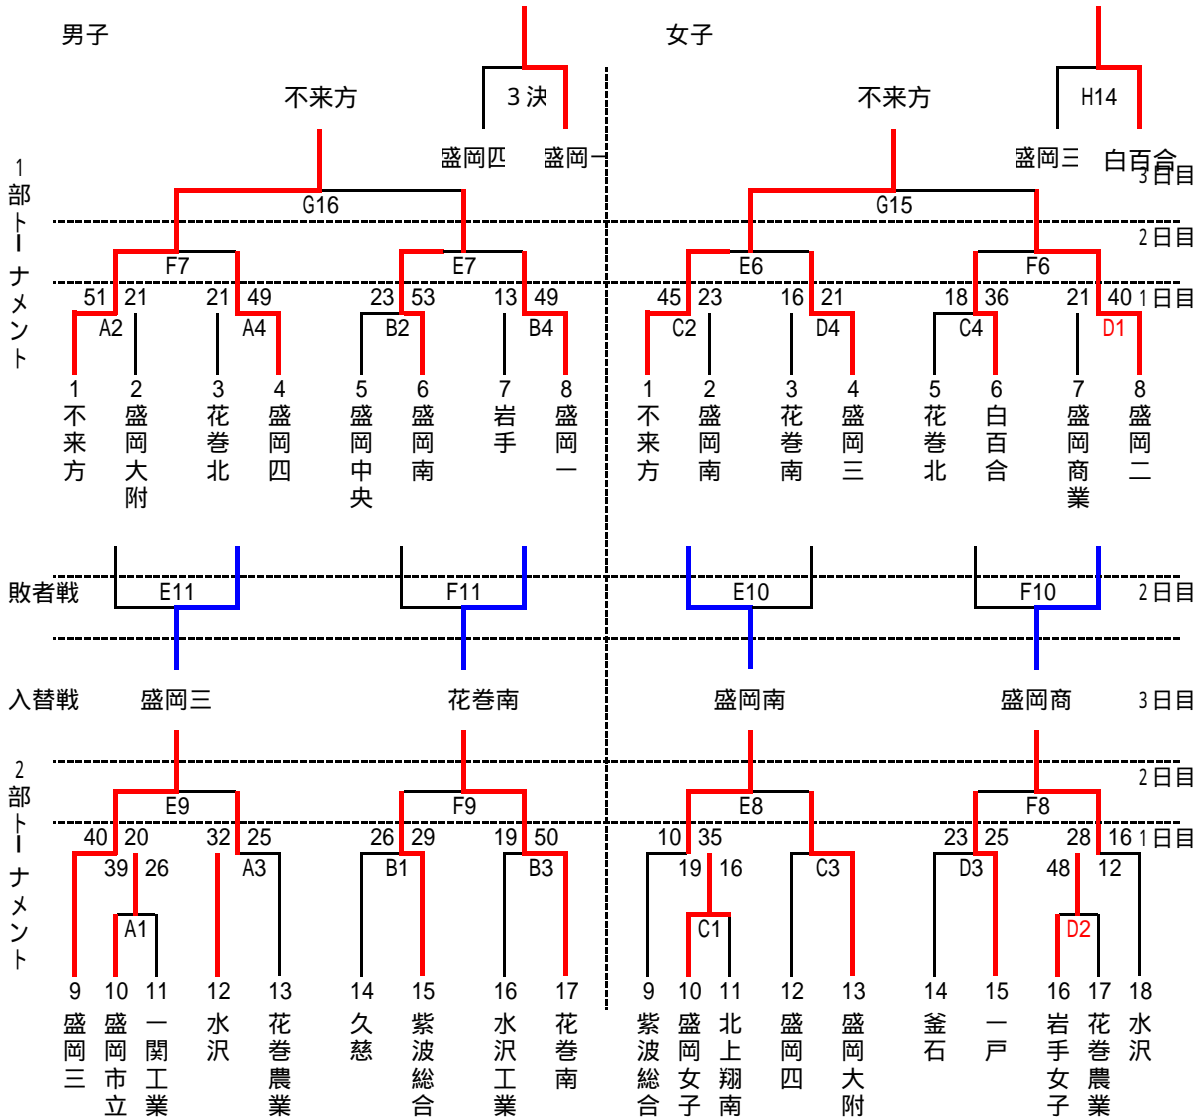 男子
女子
不来方
3決
不来方
H14
盛岡四
盛岡一
盛岡三
白百合
3日目
1部トーナメント
G16
G15
2日目
F7
E7
E6
F6
51 21 21 49 23 53 13 49
45 23 16 21 18 36 21 40
1日目
A2 A4 B2 B4
C2 D4 C4 D1
1 2 3 4 5 6 7 8
1 2 3 4 5 6 7 8
不来方
盛岡大附
花巻北
盛岡四
盛岡中央
盛岡南
岩手
盛岡一
不来方
盛岡南
花巻南
盛岡三
花巻北
白百合
盛岡商業
盛岡二
敗者戦
E11
F11
E10
F10
2日目
入替戦
盛岡三
花巻南
盛岡南
盛岡商
3日目
2部トーナメント
2日目
E9
F9
E8
F8
40 20 32 25 26 29 19 50
10 35 23 25 28 16
1日目
39 26 A3 B1 B3
19 16 C3 D3 48 12
A1
C1
D2
9 10 11 12 13 14 15 16 17
9 10 11 12 13 14 15 16 17 18
盛岡三
盛岡市立
一関工業
水沢
花巻農業
久慈
紫波総合
水沢工業
花巻南
紫波総合
盛岡女子
北上翔南
盛岡四
盛岡大附
釜石
一戸
岩手女子
花巻農業
水沢